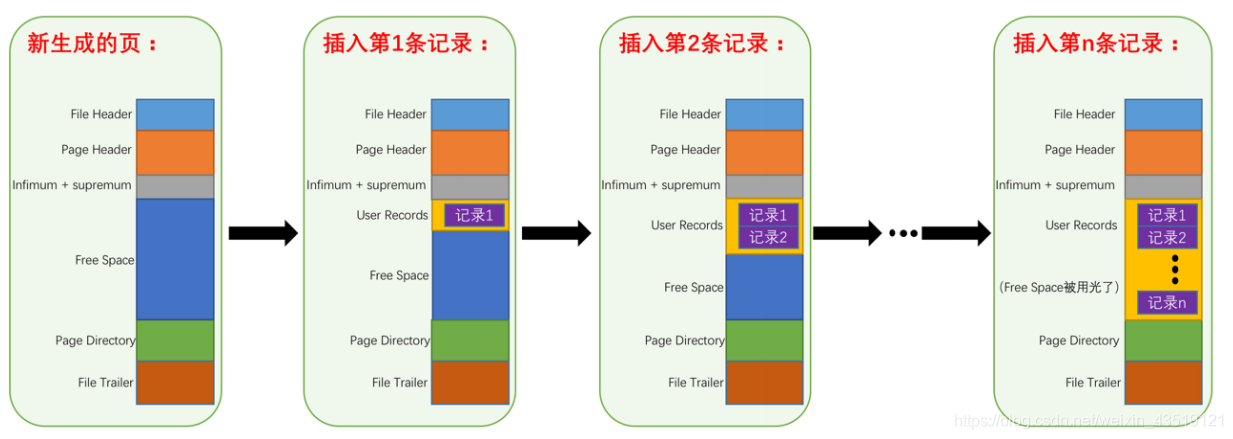 新生成的页：
File Header
Page Header
Infimum + supremum
Free Space
Page Directory
File Trailer
插入第1条记录：
File Header
Page Header
Infimum + supremum
User Records
记录1
Free Space
Page Directory
File Trailer
插入第2条记录：
File Header
Page Header
Infimum + supremum
User Records
记录1
记录2
Free Space
Page Directory
File Trailer
插入第n条记录：
File Header
Page Header
Infimum + supremum
User Records
记录1
记录2
（Free Space被用光了）
记录n
Page Directory
File Trailer
https://blog.csdn.net/weixin_43519121